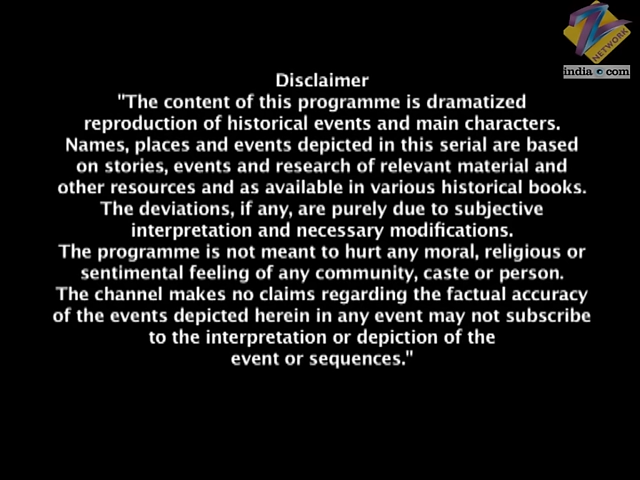 Z
NETWORK
india.com
Disclaimer
"The content of this programme is dramatized
reproduction of historical events and main characters.
Names, places and events depicted in this serial are based
on stories, events and research of relevant material and
other resources and as available in various historical books.
The deviations, if any, are purely due to subjective
interpretation and necessary modifications.
The programme is not meant to hurt any moral, religious or
sentimental feeling of any community, caste or person.
The channel makes no claims regarding the factual accuracy
of the events depicted herein in any event may not subscribe
to the interpretation or depiction of the
event or sequences."